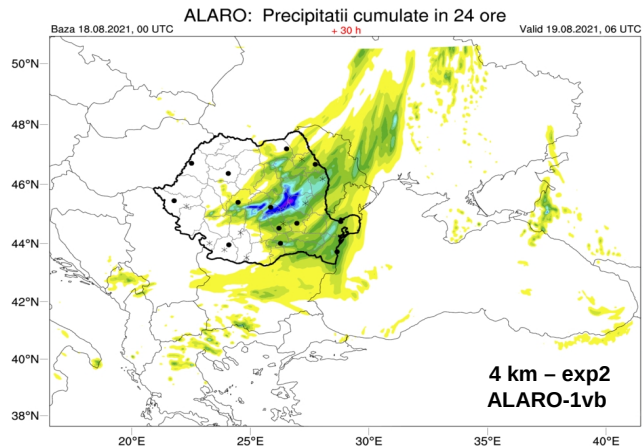 ALARO: Precipitatii cumulate in 24 ore
Baza 18.08.2021, 00 UTC + 30 h Valid 19.08.2021, 06 UTC
50°N
48°N
46°N
44°N
42°N
40°N
38°N
20°E 25°E 30°E 35°E 40°E
4 km – exp2
ALARO-1vb